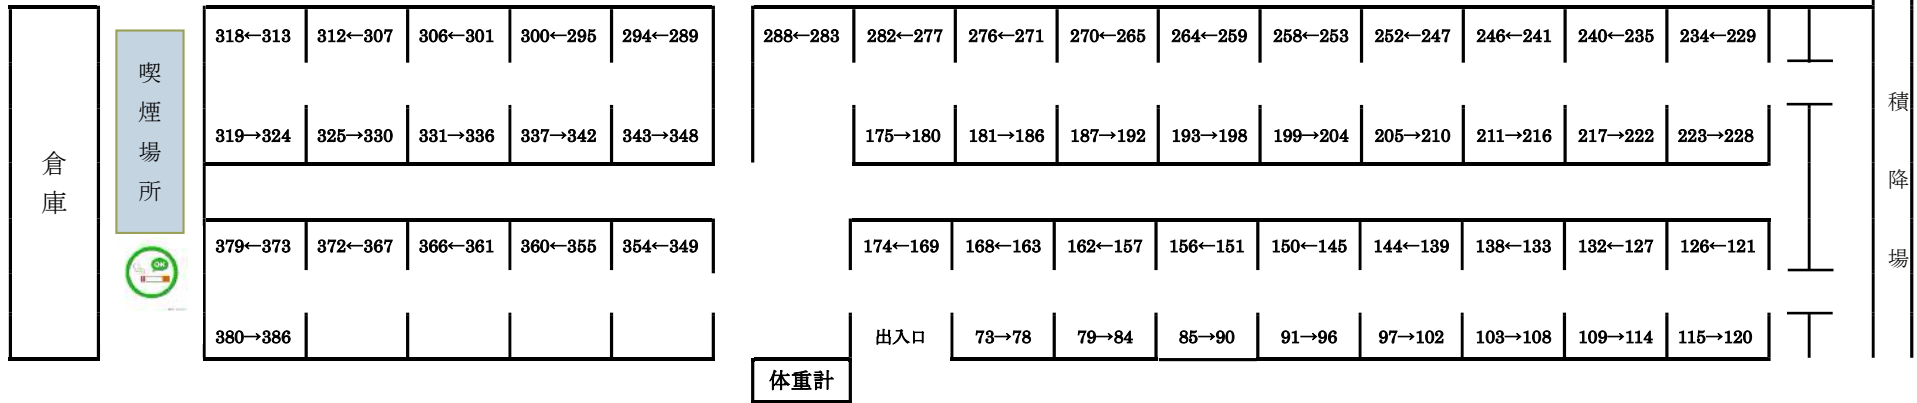 318←313 312←307 306←301 300←295 294←289 288←283 282←277 276←271 270←265 264←259 258←253 252←247 246←241 240←235 234←229
319→324 325→330 331→336 337→342 343→348 175→180 181→186 187→192 193→198 199→204 205→210 211→216 217→222 223→228
379←373 372←367 366←361 360←355 354←349 174←169 168←163 162←157 156←151 150←145 144←139 138←133 132←127 126←121
380→386 出入口 73→78 79→84 85→90 91→96 97→102 103→108 109→114 115→120
体重計
倉庫
喫煙場所
OK
積降場